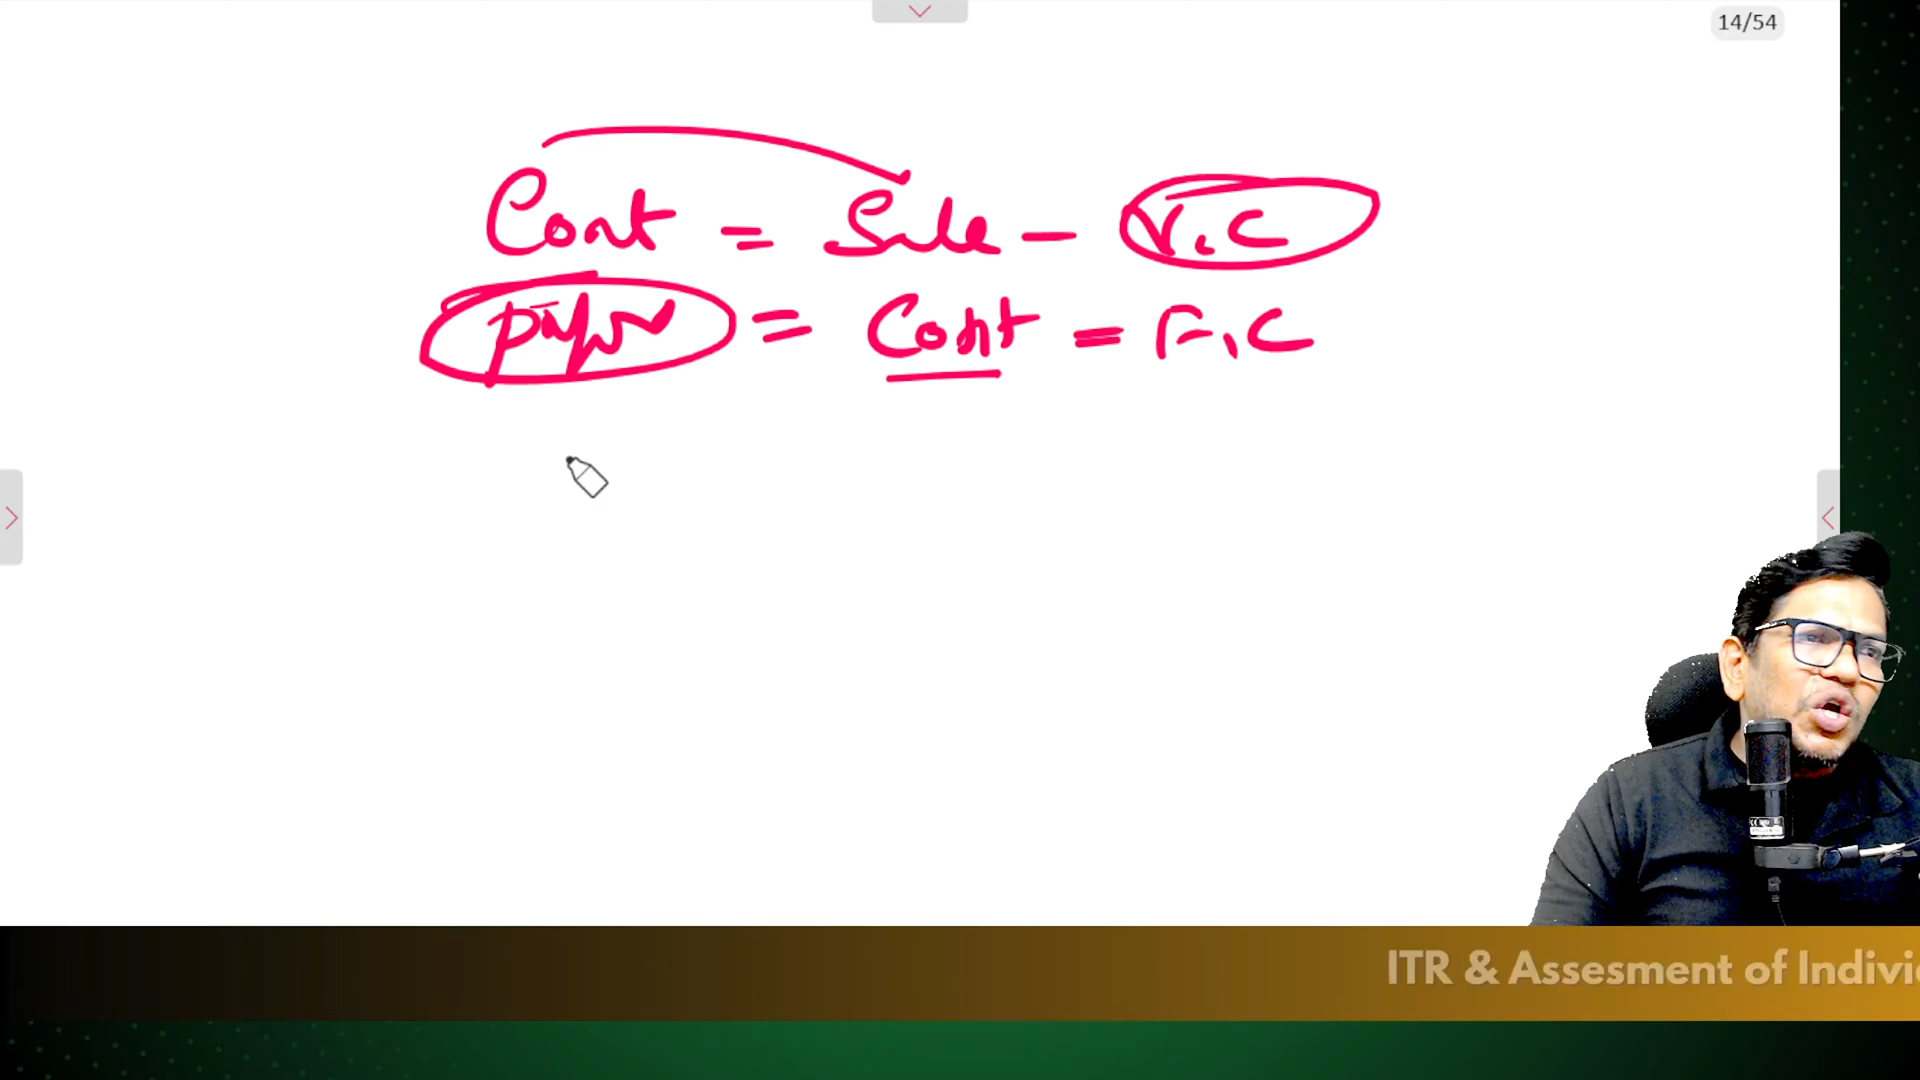 14/54
Cont = Sale - V.C
= Cont = F.C
ITR & Assesment of Indivi